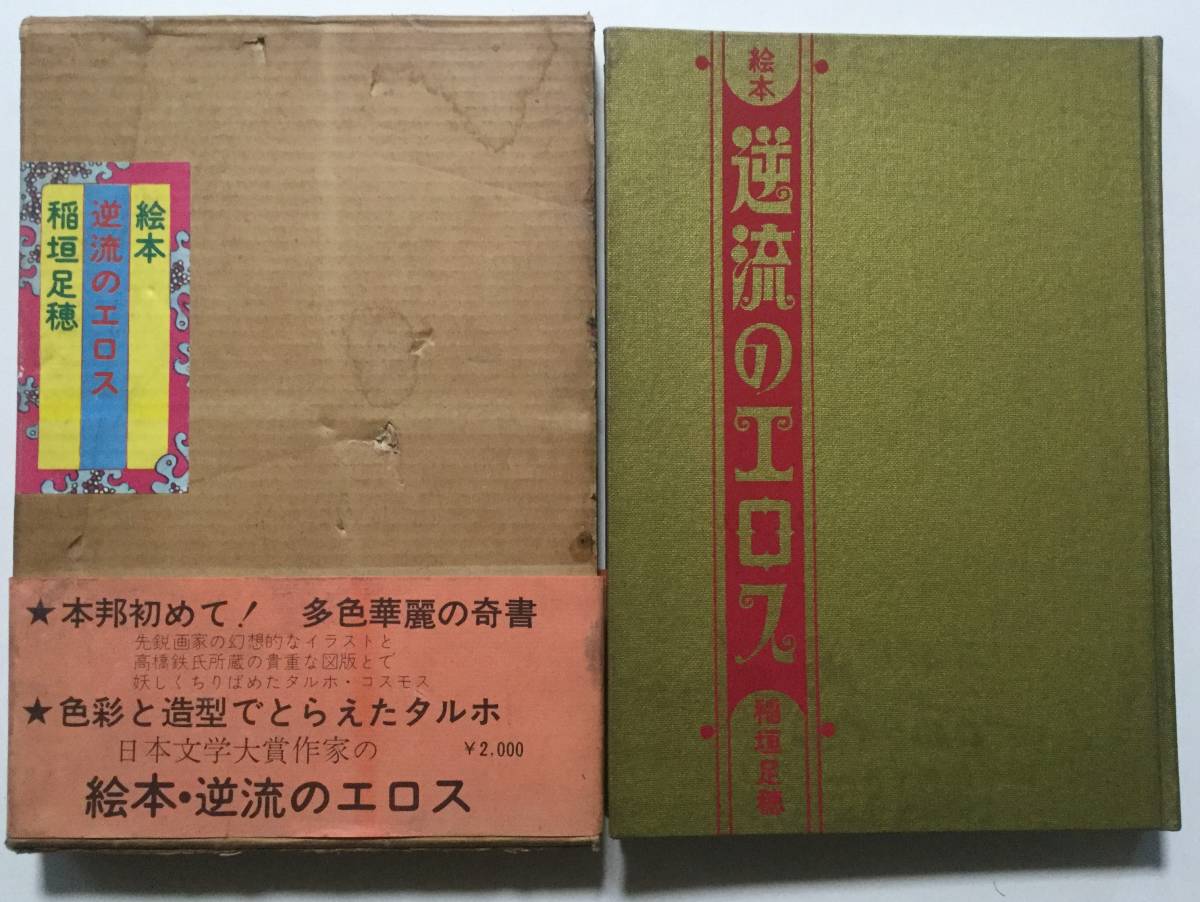 絵本
逆流のエロス
稲垣足穂
★本邦初めて！ 多色華麗の奇書
先鋭画家の幻想的なイラストと
高橋鉄氏所蔵の貴重な図版とで
妖しくちりばめたタルホ・コスモス
★色彩と造型でとらえたタルホ
日本文学大賞作家の ￥2,000
絵本・逆流のエロス
絵本
逆流のエロス
稲垣足穂